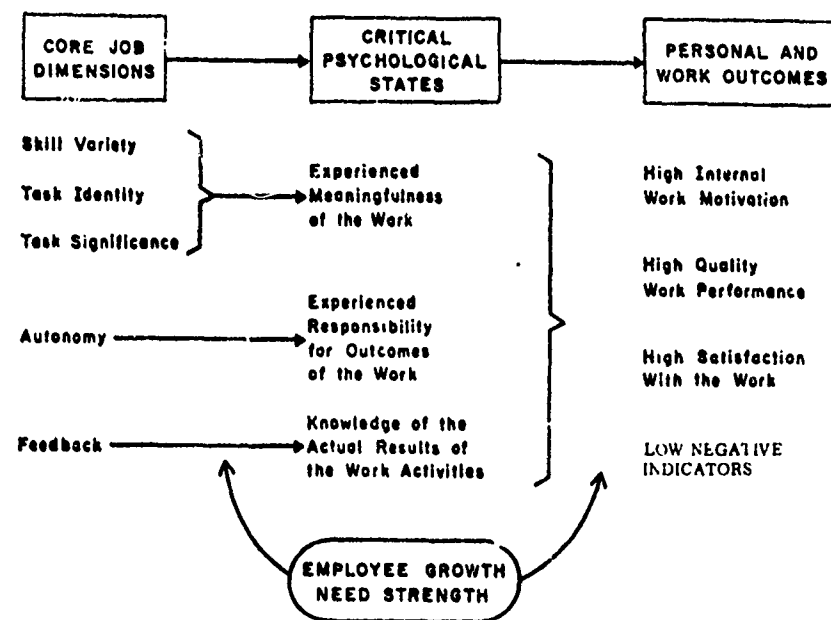 CORE JOB
DIMENSIONS
CRITICAL
PSYCHOLOGICAL
STATES
PERSONAL AND
WORK OUTCOMES
Skill Variety
Task Identity
Task Significance
Experienced
Meaningfulness
of the Work
High Internal
Work Motivation
High Quality
Work Performance
Autonomy
Experienced
Responsibility
for Outcomes
of the Work
High Satisfaction
With the Work
Feedback
Knowledge of the
Actual Results of
the Work Activities
LOW NEGATIVE
INDICATORS
EMPLOYEE GROWTH
NEED STRENGTH